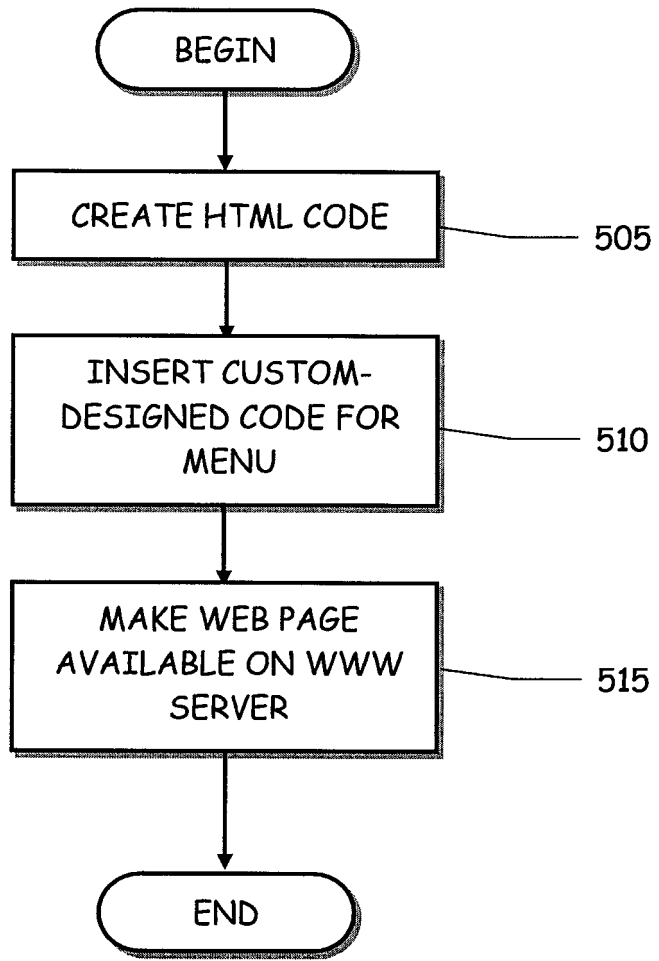 BEGIN
CREATE HTML CODE
505
INSERT CUSTOM-
DESIGNED CODE FOR
MENU
510
MAKE WEB PAGE
AVAILABLE ON WWW
SERVER
515
END